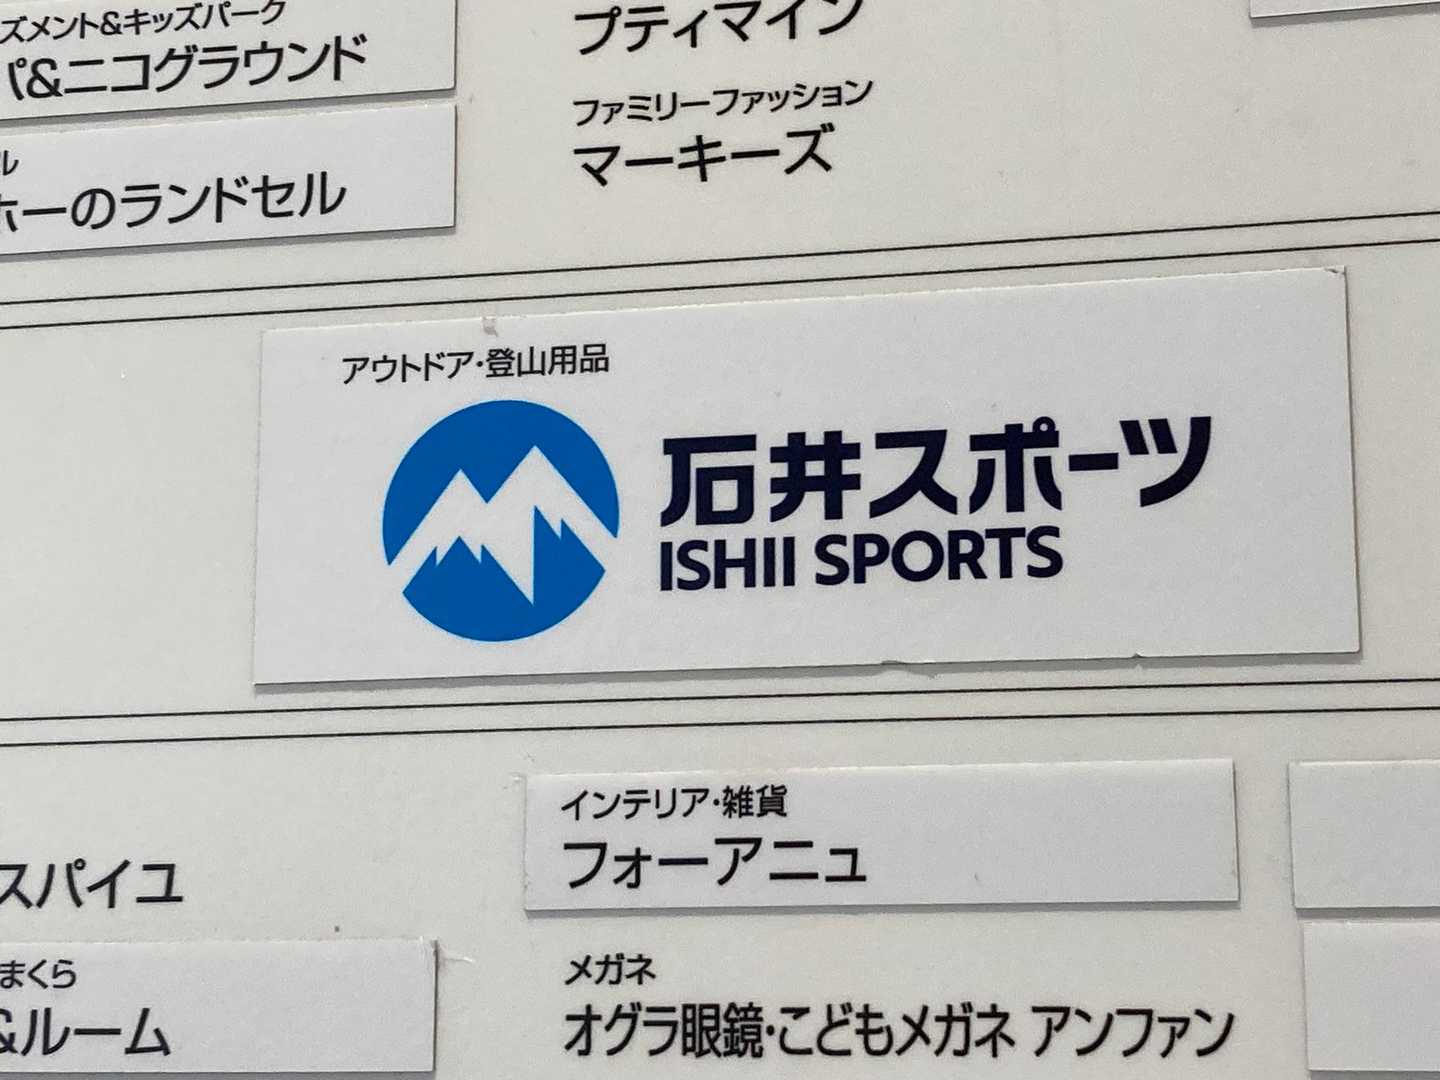 ズメント&キッズパーク
パ&ニコグラウンド
ル
ホーのランドセル
プティマイン
ファミリーファッション
マーキーズ
アウトドア・登山用品
石井スポーツ
ISHII SPORTS
スパイユ
まくら
&ルーム
インテリア・雑貨
フォーアニュ
メガネ
オグラ眼鏡・こどもメガネ アンファン